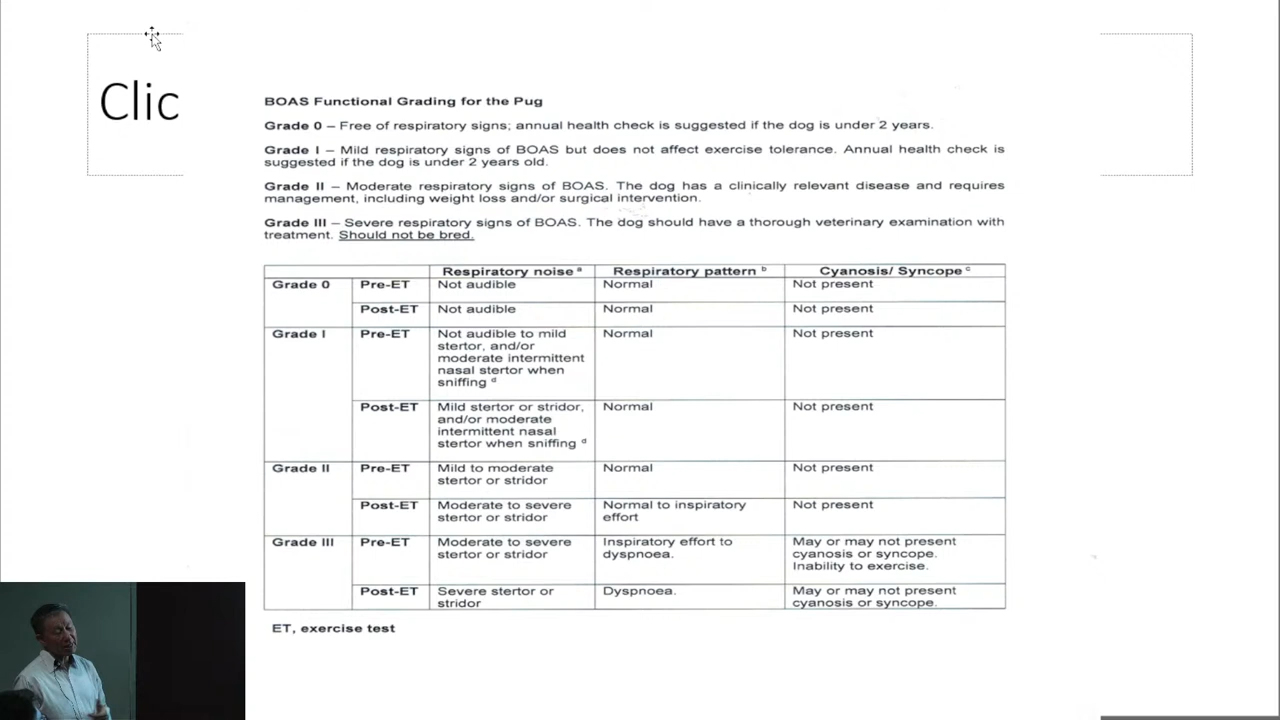 Clic
BOAS Functional Grading for the Pug
Grade 0 – Free of respiratory signs; annual health check is suggested if the dog is under 2 years.
Grade I – Mild respiratory signs of BOAS but does not affect exercise tolerance. Annual health check is
suggested if the dog is under 2 years old.
Grade II – Moderate respiratory signs of BOAS. The dog has a clinically relevant disease and requires
management, including weight loss and/or surgical intervention.
Grade III – Severe respiratory signs of BOAS. The dog should have a thorough veterinary examination with
treatment. Should not be bred.
Respiratory noise a Respiratory pattern b Cyanosis/ Syncope c
Grade 0 Pre-ET Not audible Normal Not present
Post-ET Not audible Normal Not present
Grade I Pre-ET Not audible to mild Normal Not present
stertor, and/or
moderate intermittent
nasal stertor when
sniffing d
Post-ET Mild stertor or stridor, Normal Not present
and/or moderate
intermittent nasal
stertor when sniffing d
Grade II Pre-ET Mild to moderate Normal Not present
stertor or stridor
Post-ET Moderate to severe Normal to inspiratory Not present
stertor or stridor effort
Grade III Pre-ET Moderate to severe Inspiratory effort to May or may not present
stertor or stridor dyspnoea. cyanosis or syncope.
Inability to exercise.
Post-ET Severe stertor or Dyspnoea. May or may not present
stridor cyanosis or syncope.
ET, exercise test